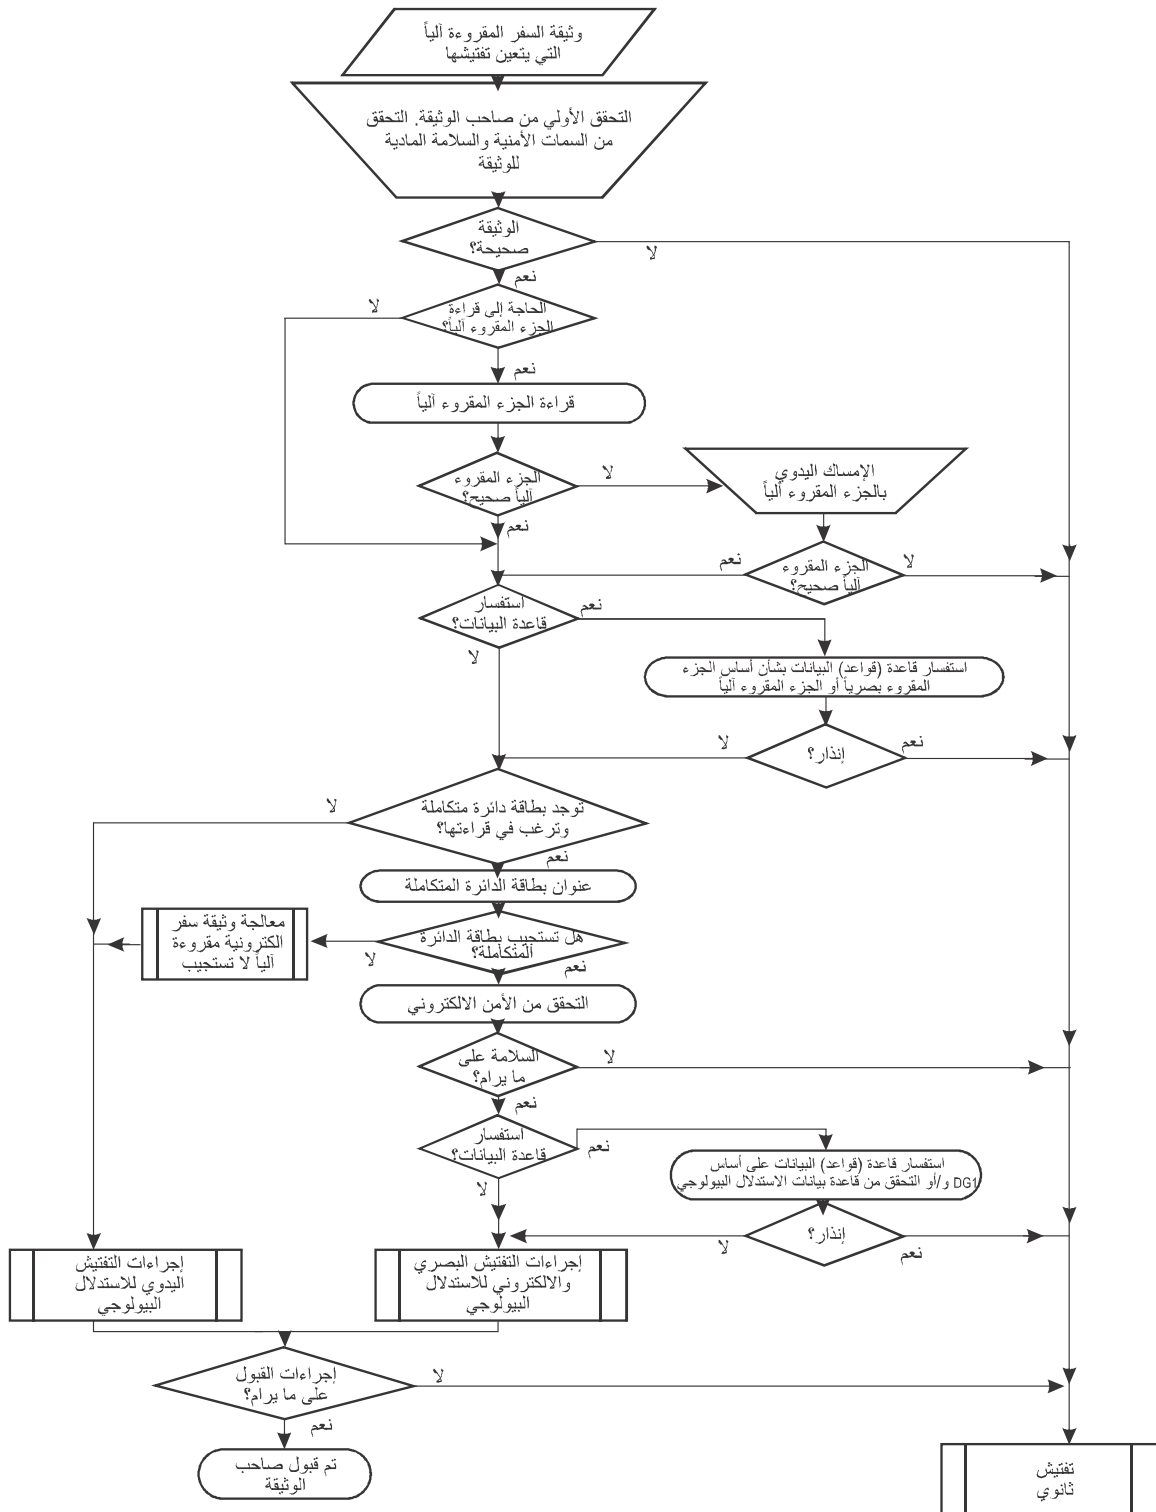 وثيقة السفر المقروءة آلياً
التي يتعين تفتيشها
التحقق الأولي من صاحب الوثيقة. التحقق
من السمات الأمنية والسلامة المادية
للوثيقة
الوثيقة
صحيحة؟
لا
نعم
الحاجة إلى قراءة
الجزء المقروء آلياً؟
لا
نعم
قراءة الجزء المقروء آلياً
الجزء المقروء
آلياً صحيح؟
لا
نعم
الإمساك اليدوي
بالجزء المقروء آلياً
الجزء المقروء
آلياً صحيح؟
نعم
لا
استفسار
قاعدة البيانات؟
نعم
لا
استفسار قاعدة (قواعد) البيانات بشأن أساس الجزء
المقروء بصرياً أو الجزء المقروء آلياً
إنذار؟
لا
نعم
توجد بطاقة دائرة متكاملة
وترغب في قراءتها؟
لا
نعم
عنوان بطاقة الدائرة المتكاملة
هل تستجيب بطاقة الدائرة
المتكاملة؟
لا
نعم
معالجة وثيقة سفر
الكترونية مقروءة
آلياً لا تستجيب
التحقق من الأمن الالكتروني
السلامة على
ما يرام؟
لا
نعم
استفسار
قاعدة البيانات؟
نعم
لا
استفسار قاعدة (قواعد) البيانات على أساس
DG1 و/أو التحقق من قاعدة بيانات الاستدلال البيولوجي
إنذار؟
لا
نعم
إجراءات التفتيش البصري
والالكتروني للاستدلال
البيولوجي
إجراءات التفتيش
اليدوي للاستدلال
البيولوجي
إجراءات القبول
على ما يرام؟
لا
نعم
تم قبول صاحب
الوثيقة
تفتيش
ثانوي